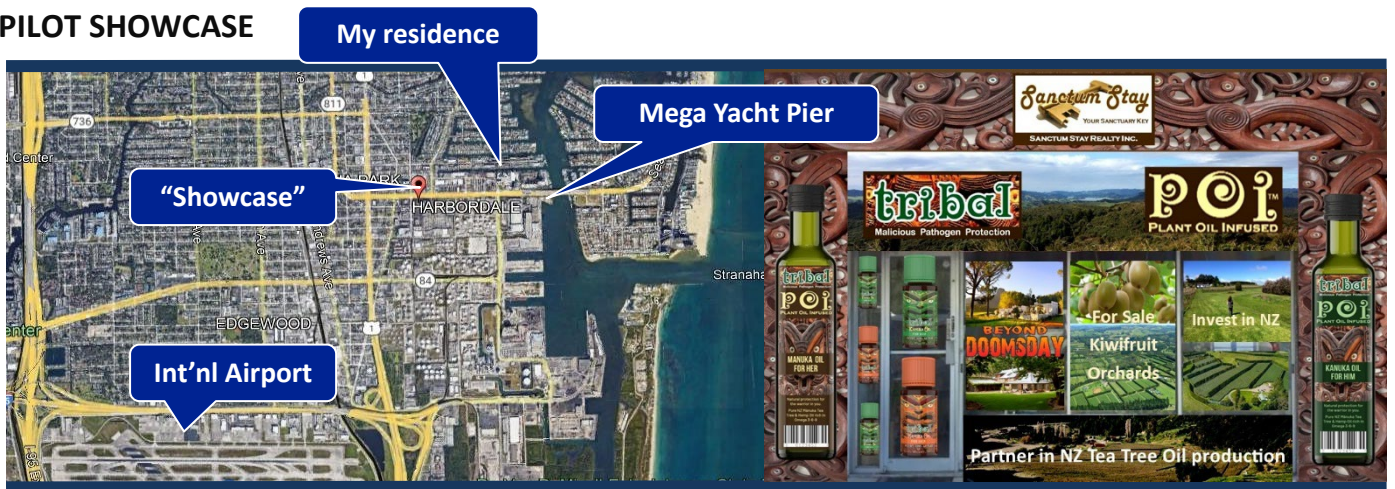 PILOT SHOWCASE
My residence
Mega Yacht Pier
“Showcase”
Int’nl Airport
736
811
1
84
1
HARBORDALE
EDGEWOOD
Stranaha
Sanctum Stay
YOUR SANCTUARY KEY
SANCTUM STAY REALTY INC.
tribal
Malicious Pathogen Protection
POI™
PLANT OIL INFUSED
tribal
POI
PLANT OIL INFUSED
MANUKA OIL
FOR HER
BEYOND
DOOMSDAY
For Sale
Kiwifruit
Orchards
Invest in NZ
Partner in NZ Tea Tree Oil production
tribal
POI
PLANT OIL INFUSED
KANUKA OIL
FOR HIM